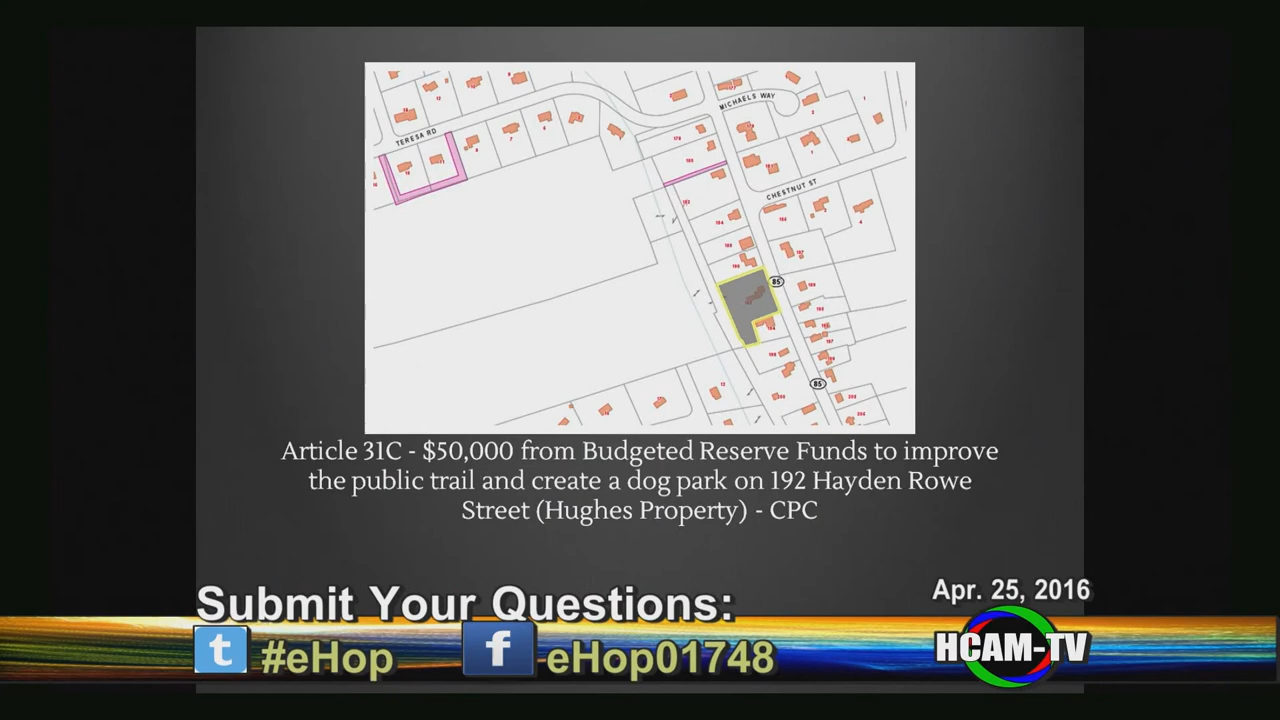 MICHAELS WAY
TERESA RD
CHESTNUT ST
85
85
Article 31C - $50,000 from Budgeted Reserve Funds to improve
the public trail and create a dog park on 192 Hayden Rowe
Street (Hughes Property) - CPC
Submit Your Questions:
Apr. 25, 2016
t #eHop
f eHop01748
HCAM-TV